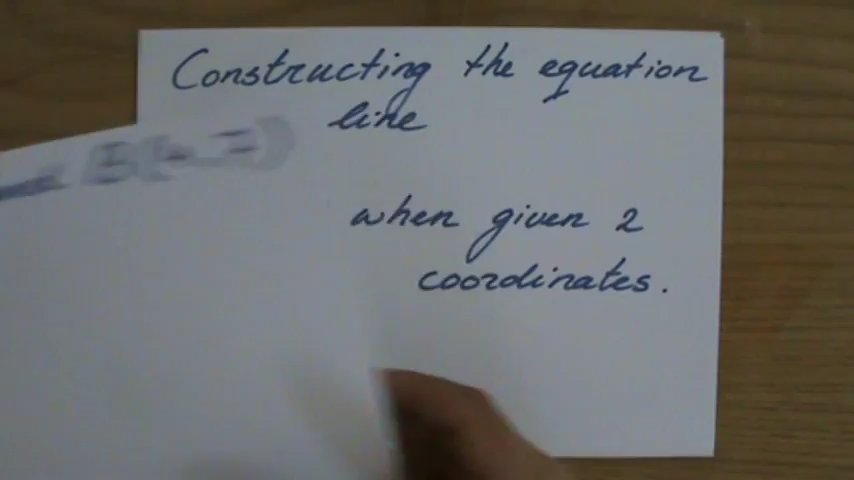 Constructing the equation
line
when given 2
coordinates.